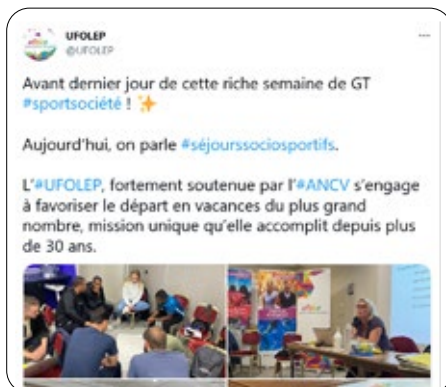 UFOLEP
@UFOLEP
Avant dernier jour de cette riche semaine de GT
#sportsociété ! ✨
Aujourd'hui, on parle #séjourssociosportifs.
L'#UFOLEP, fortement soutenue par l'#ANCV s'engage
à favoriser le départ en vacances du plus grand
nombre, mission unique qu'elle accomplit depuis plus
de 30 ans.